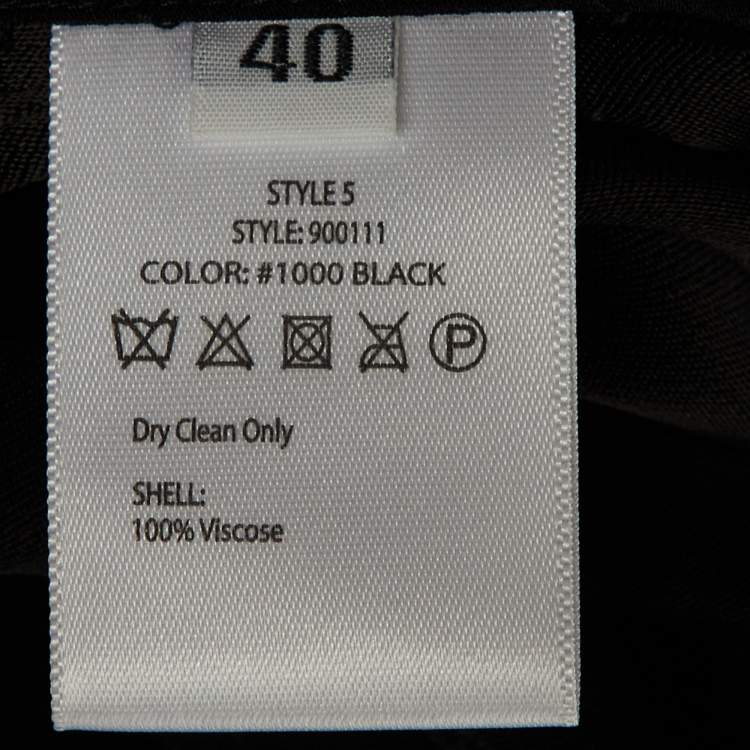 40
STYLE 5
STYLE: 900111
COLOR: #1000 BLACK
P
Dry Clean Only
SHELL:
100% Viscose